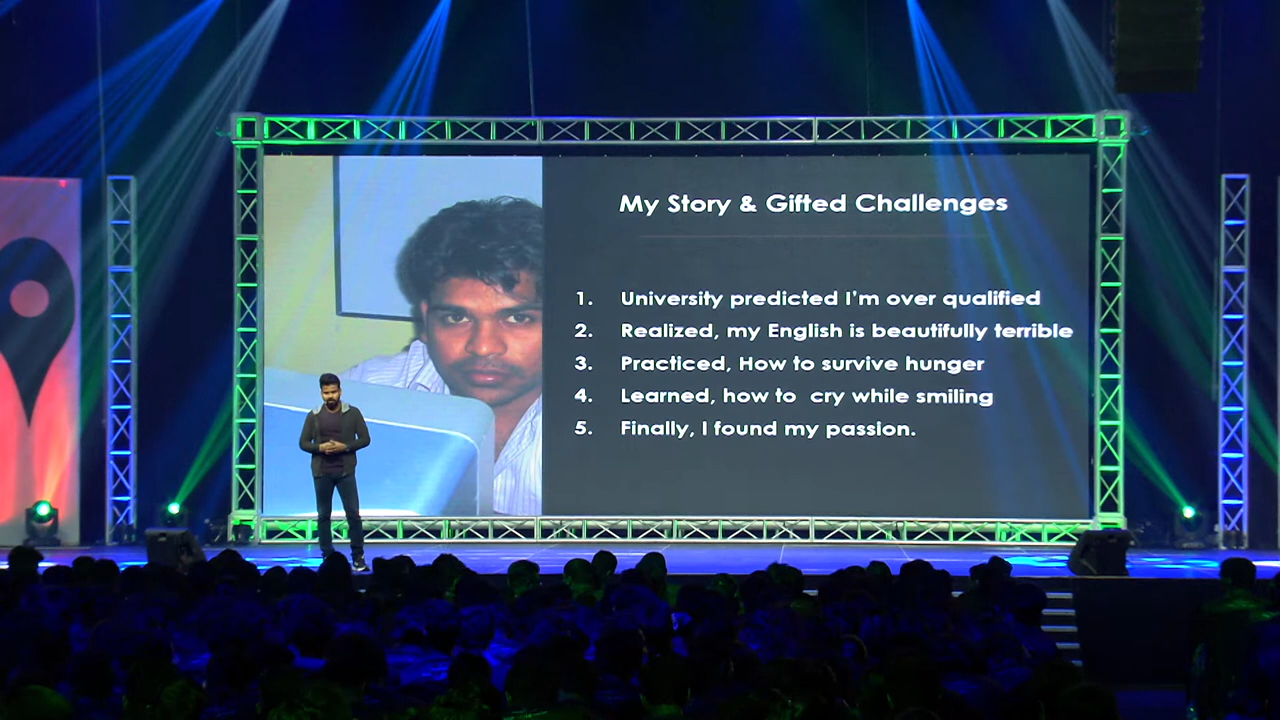 My Story & Gifted Challenges
1. University predicted I'm over qualified
2. Realized, my English is beautifully terrible
3. Practiced, How to survive hunger
4. Learned, how to cry while smiling
5. Finally, I found my passion.